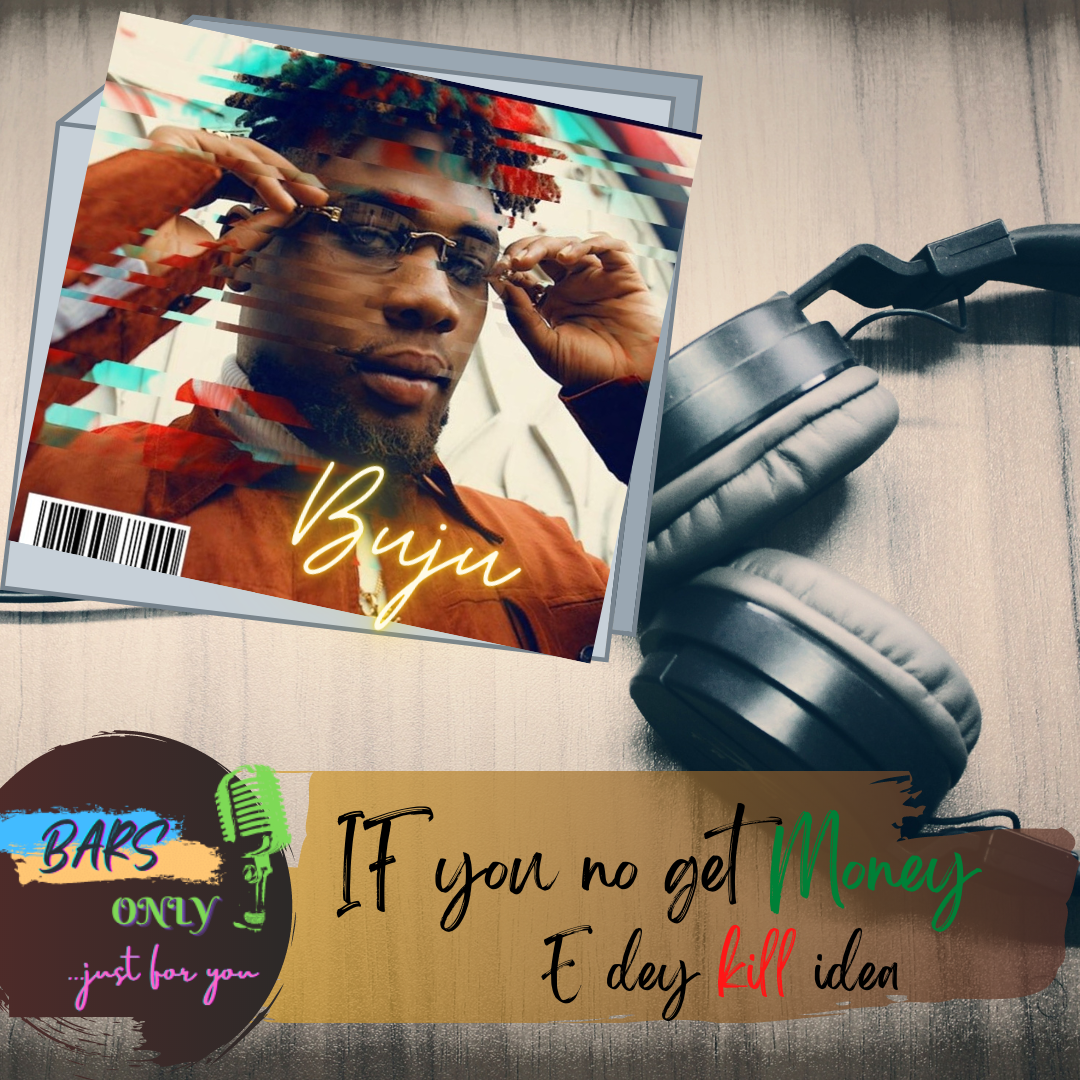 Buju
BARS
ONLY
...just for you
IF you no get Money
E dey kill idea